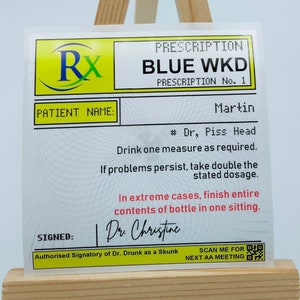 Rx
PRESCRIPTION
BLUE WKD
PRESCRIPTION No. 1
PATIENT NAME:
Martin
# Dr, Piss Head
Drink one measure as required.
If problems persist, take double the
stated dosage.
In extreme cases, finish entire
contents of bottle in one sitting.
SIGNED:
Dr. Christine
Authorised Signatory of Dr. Drunk as a Skunk
SCAN ME FOR
NEXT AA MEETING